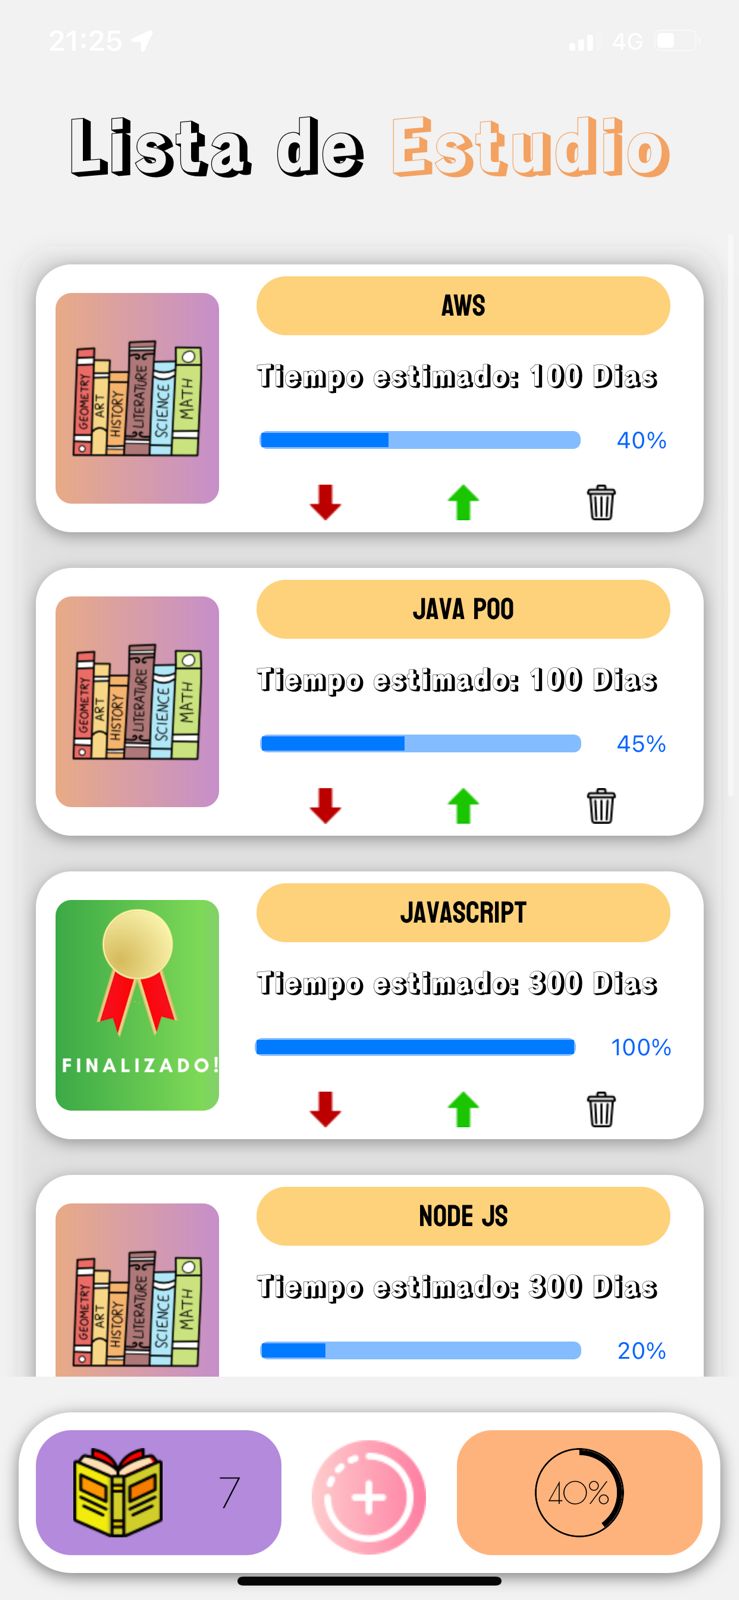 21:25
4G
Lista de Estudio
GEOMETRY
ART
HISTORY
LITERATURE
SCIENCE
MATH
AWS
Tiempo estimado: 100 Dias
40%
GEOMETRY
ART
HISTORY
LITERATURE
SCIENCE
MATH
JAVA POO
Tiempo estimado: 100 Dias
45%
FINALIZADO!
JAVASCRIPT
Tiempo estimado: 300 Dias
100%
GEOMETRY
ART
HISTORY
LITERATURE
SCIENCE
MATH
NODE JS
Tiempo estimado: 300 Dias
20%
7
40%